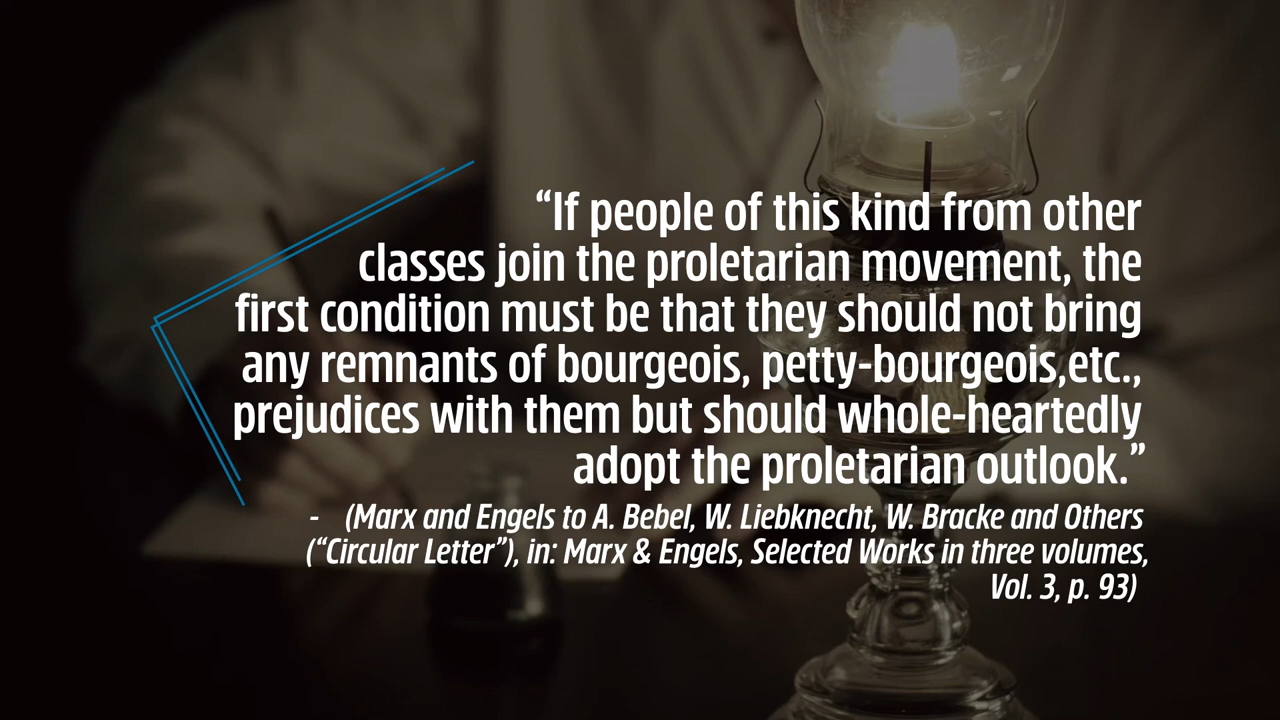 “If people of this kind from other
classes join the proletarian movement, the
first condition must be that they should not bring
any remnants of bourgeois, petty-bourgeois,etc.,
prejudices with them but should whole-heartedly
adopt the proletarian outlook.”
- (Marx and Engels to A. Bebel, W. Liebknecht, W. Bracke and Others
(“Circular Letter”), in: Marx & Engels, Selected Works in three volumes,
Vol. 3, p. 93)